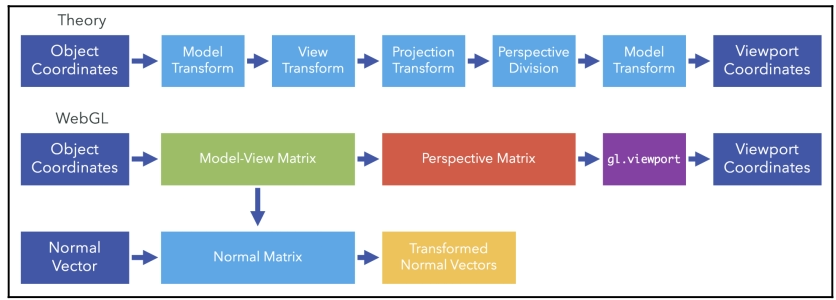 Theory
Object
Coordinates
Model
Transform
View
Transform
Projection
Transform
Perspective
Division
Model
Transform
Viewport
Coordinates
WebGL
Object
Coordinates
Model-View Matrix
Perspective Matrix
gl.viewport
Viewport
Coordinates
Normal
Vector
Normal Matrix
Transformed
Normal Vectors